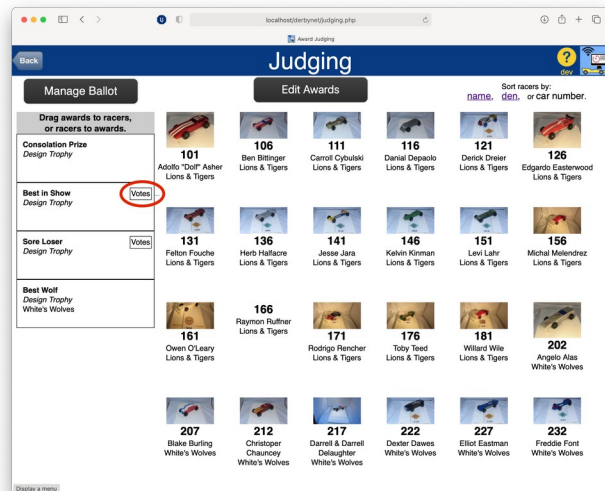 localhost/derbynet/judging.php
Award Judging
Back
Judging
?
dev
Manage Ballot
Edit Awards
Sort racers by:
name, den, or car number.
Drag awards to racers,
or racers to awards.
Consolation Prize
Design Trophy
Best in Show
Votes
Design Trophy
Sore Loser
Votes
Design Trophy
Best Wolf
Design Trophy
White's Wolves
101
Adolfo "Dolf" Asher
Lions & Tigers
106
Ben Bittinger
Lions & Tigers
111
Carroll Cybulski
Lions & Tigers
116
Danial Depaolo
Lions & Tigers
121
Derick Dreier
Lions & Tigers
126
Edgardo Easterwood
Lions & Tigers
131
Felton Fouche
Lions & Tigers
136
Herb Halfacre
Lions & Tigers
141
Jesse Jara
Lions & Tigers
146
Kelvin Kinman
Lions & Tigers
151
Levi Lahr
Lions & Tigers
156
Michal Melendrez
Lions & Tigers
161
Owen O'Leary
Lions & Tigers
166
Raymon Ruffner
Lions & Tigers
171
Rodrigo Rencher
Lions & Tigers
176
Toby Teed
Lions & Tigers
181
Willard Wile
Lions & Tigers
202
Angelo Alas
White's Wolves
207
Blake Burling
White's Wolves
212
Christoper
Chauncey
White's Wolves
217
Darrell & Darrell
Delaughter
White's Wolves
222
Dexter Dawes
White's Wolves
227
Elliot Eastman
White's Wolves
232
Freddie Font
White's Wolves
Display a menu